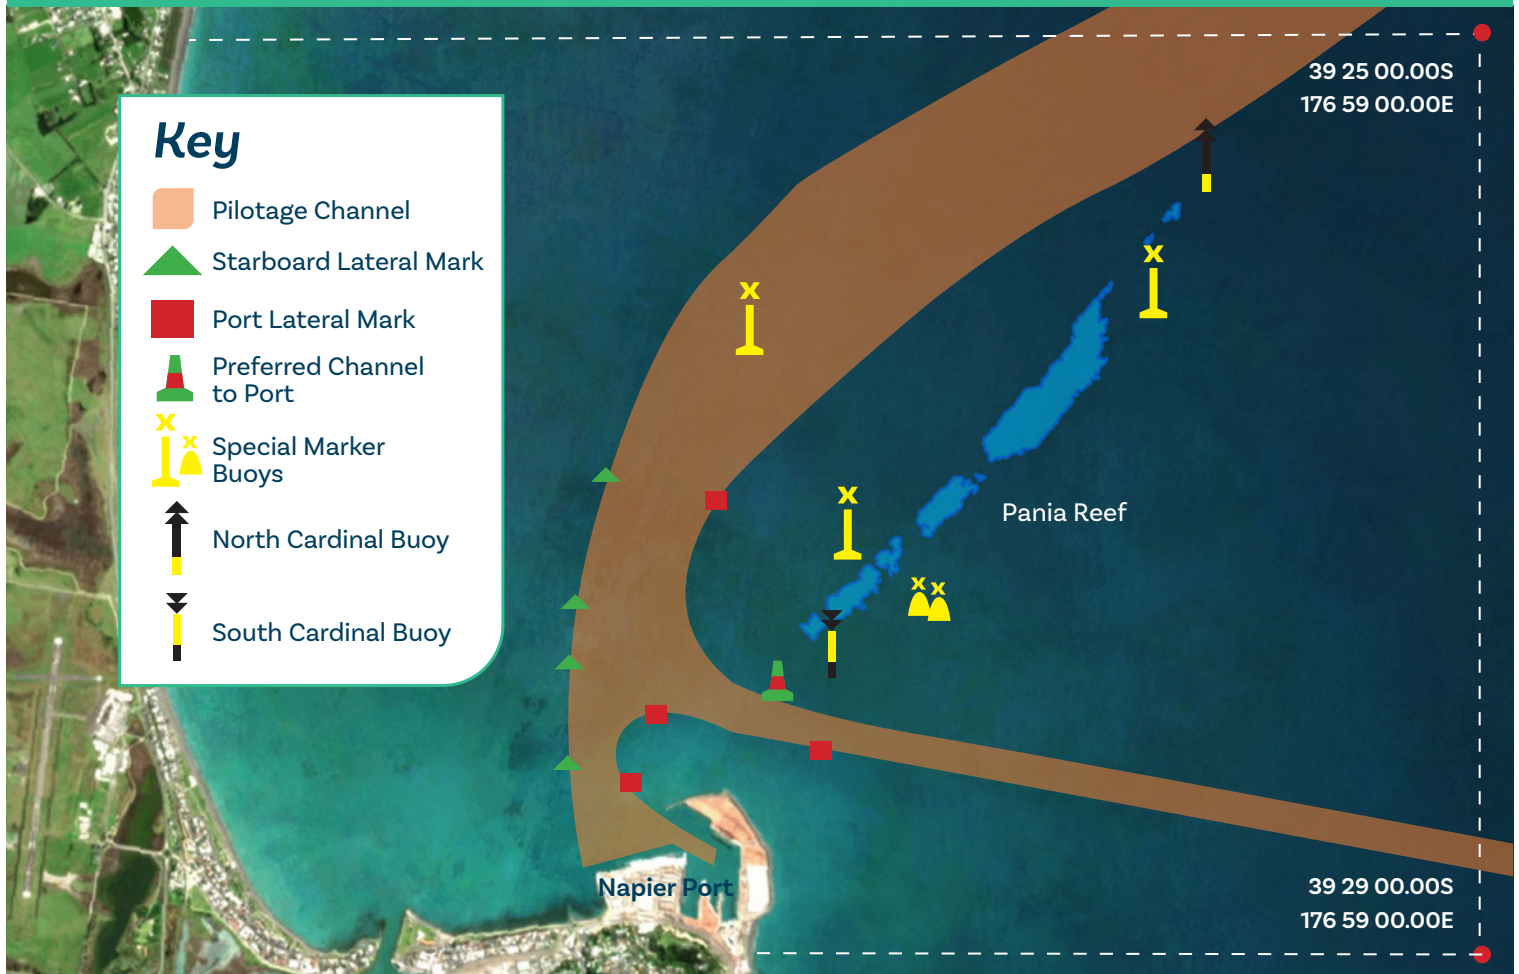 Key
Pilotage Channel
Starboard Lateral Mark
Port Lateral Mark
Preferred Channel
to Port
Special Marker
Buoys
North Cardinal Buoy
South Cardinal Buoy
39 25 00.00S
176 59 00.00E
Pania Reef
Napier Port
39 29 00.00S
176 59 00.00E